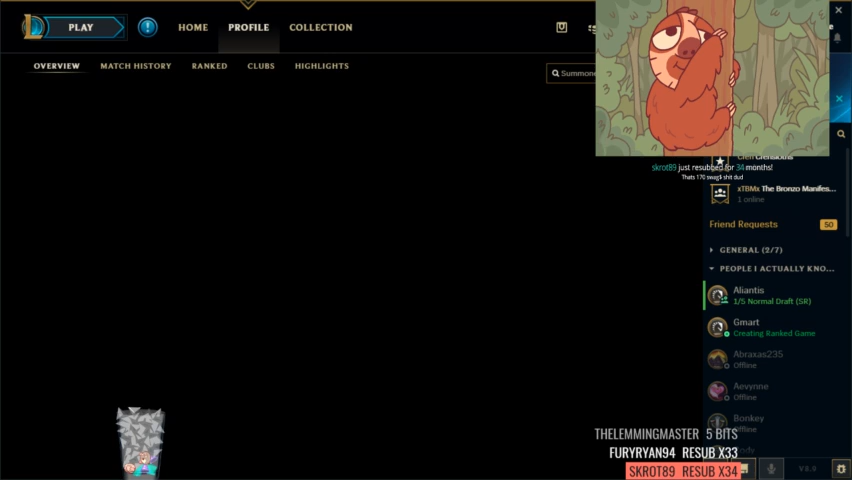 PLAY
HOME
PROFILE
COLLECTION
OVERVIEW
MATCH HISTORY
RANKED
CLUBS
HIGHLIGHTS
skrot89 just resubbed for 34 months!
Thats 170 swagk shit dud
xTBMx The Bronzo Manifes...
1 online
Friend Requests
50
GENERAL (2/7)
PEOPLE I ACTUALLY KNO...
Aliantis
1/5 Normal Draft (SR)
Gmart
Creating Ranked Game
Abraxas235
Offline
Aevynne
Offline
Bonkey
Offline
THELEMMINGMASTER 5 BITS
FURYRYAN94 RESUB X33
SKROT89 RESUB X34
V8.0